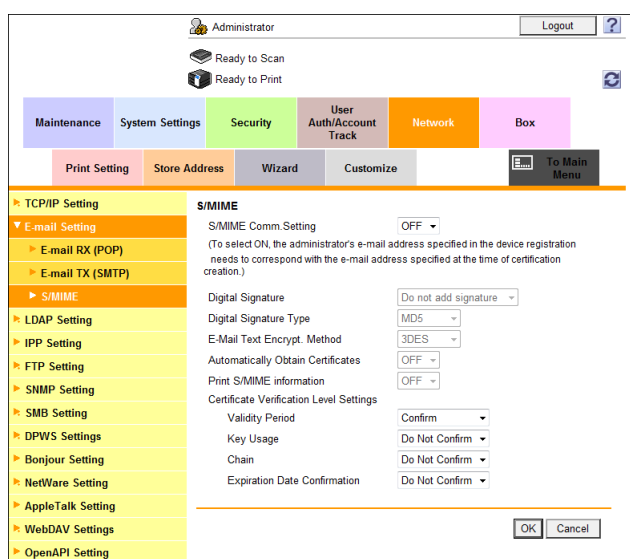 Administrator
Logout
?
Ready to Scan
Ready to Print
Maintenance
System Settings
Security
User
Auth/Account
Track
Network
Box
Print Setting
Store Address
Wizard
Customize
To Main
Menu
TCP/IP Setting
E-mail Setting
E-mail RX (POP)
E-mail TX (SMTP)
S/MIME
LDAP Setting
IPP Setting
FTP Setting
SNMP Setting
SMB Setting
DPWS Settings
Bonjour Setting
NetWare Setting
AppleTalk Setting
WebDAV Settings
OpenAPI Setting
S/MIME
S/MIME Comm.Setting OFF
(To select ON, the administrator's e-mail address specified in the device registration
needs to correspond with the e-mail address specified at the time of certification
creation.)
Digital Signature Do not add signature
Digital Signature Type MD5
E-Mail Text Encrypt. Method 3DES
Automatically Obtain Certificates OFF
Print S/MIME information OFF
Certificate Verification Level Settings
Validity Period Confirm
Key Usage Do Not Confirm
Chain Do Not Confirm
Expiration Date Confirmation Do Not Confirm
OK Cancel